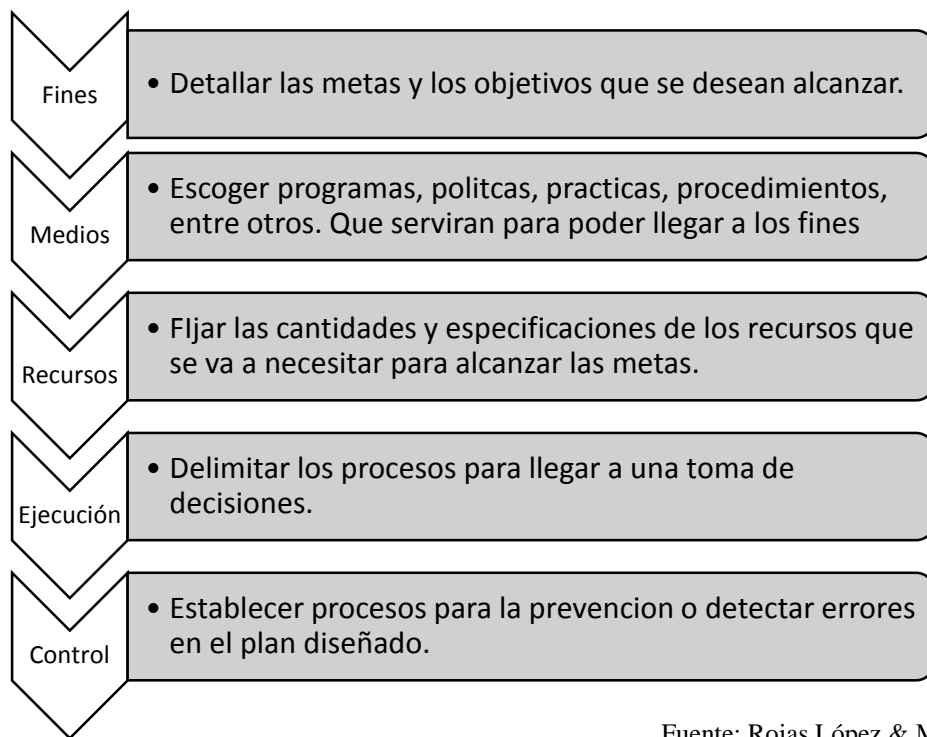 Fines
• Detallar las metas y los objetivos que se desean alcanzar.
Medios
• Escoger programas, politcas, practicas, procedimientos,
entre otros. Que serviran para poder llegar a los fines
Recursos
• FIjar las cantidades y especificaciones de los recursos que
se va a necesitar para alcanzar las metas.
Ejecución
• Delimitar los procesos para llegar a una toma de
decisiones.
Control
• Establecer procesos para la prevencion o detectar errores
en el plan diseñado.
Fuente: Rojas López & M